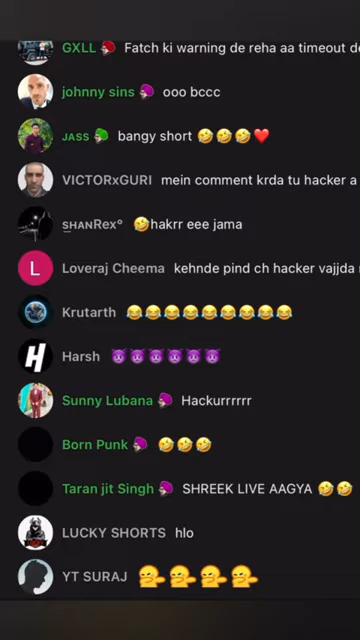 GXLL Fatch ki warning de reha aa timeout d
johnny sins ooo bccc
JASS bangy short 🤣🤣🤣❤️
VICTORxGURI mein comment krda tu hacker a
sʜᴀɴRex° 🤣hakrr eee jama
L Loveraj Cheema kehnde pind ch hacker vajjda
Krutarth 😂😂😂😂😂😂😂😂😂
H Harsh 😈😈😈😈😈😈
Sunny Lubana Hackurrrrrr
Born Punk 🤣🤣🤣
Taran jit Singh SHREEK LIVE AAGYA 🤣🤣
LUCKY SHORTS hlo
YT SURAJ